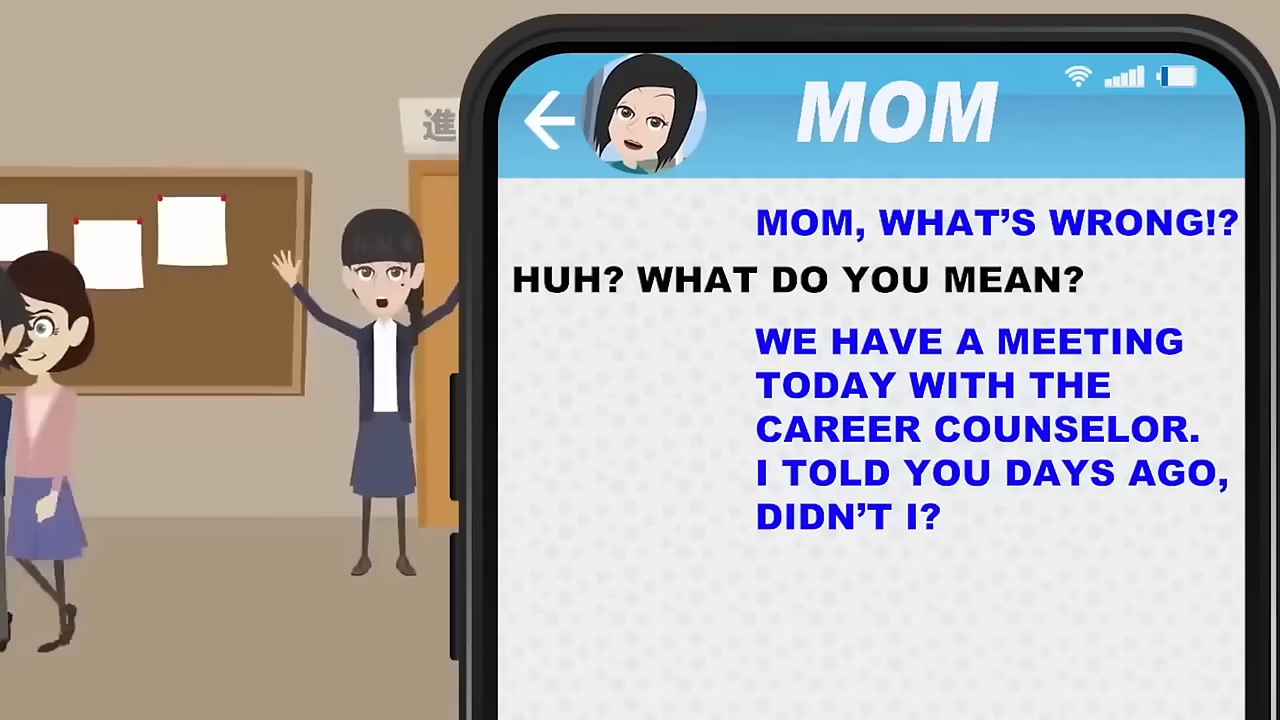 進
MOM
MOM, WHAT’S WRONG!?
HUH? WHAT DO YOU MEAN?
WE HAVE A MEETING
TODAY WITH THE
CAREER COUNSELOR.
I TOLD YOU DAYS AGO,
DIDN’T I?